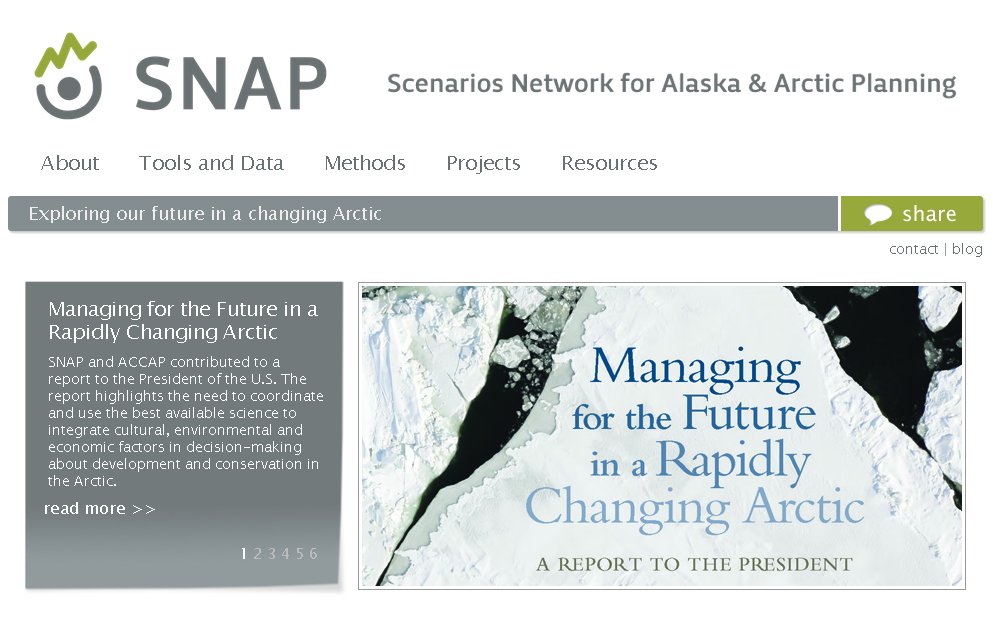 SNAP
Scenarios Network for Alaska & Arctic Planning
About Tools and Data Methods Projects Resources
Exploring our future in a changing Arctic
share
contact | blog
Managing for the Future in a
Rapidly Changing Arctic
SNAP and ACCAP contributed to a
report to the President of the U.S. The
report highlights the need to coordinate
and use the best available science to
integrate cultural, environmental and
economic factors in decision-making
about development and conservation in
the Arctic.
read more >>
1 2 3 4 5 6
Managing
for the Future
in a Rapidly
Changing Arctic
A REPORT TO THE PRESIDENT